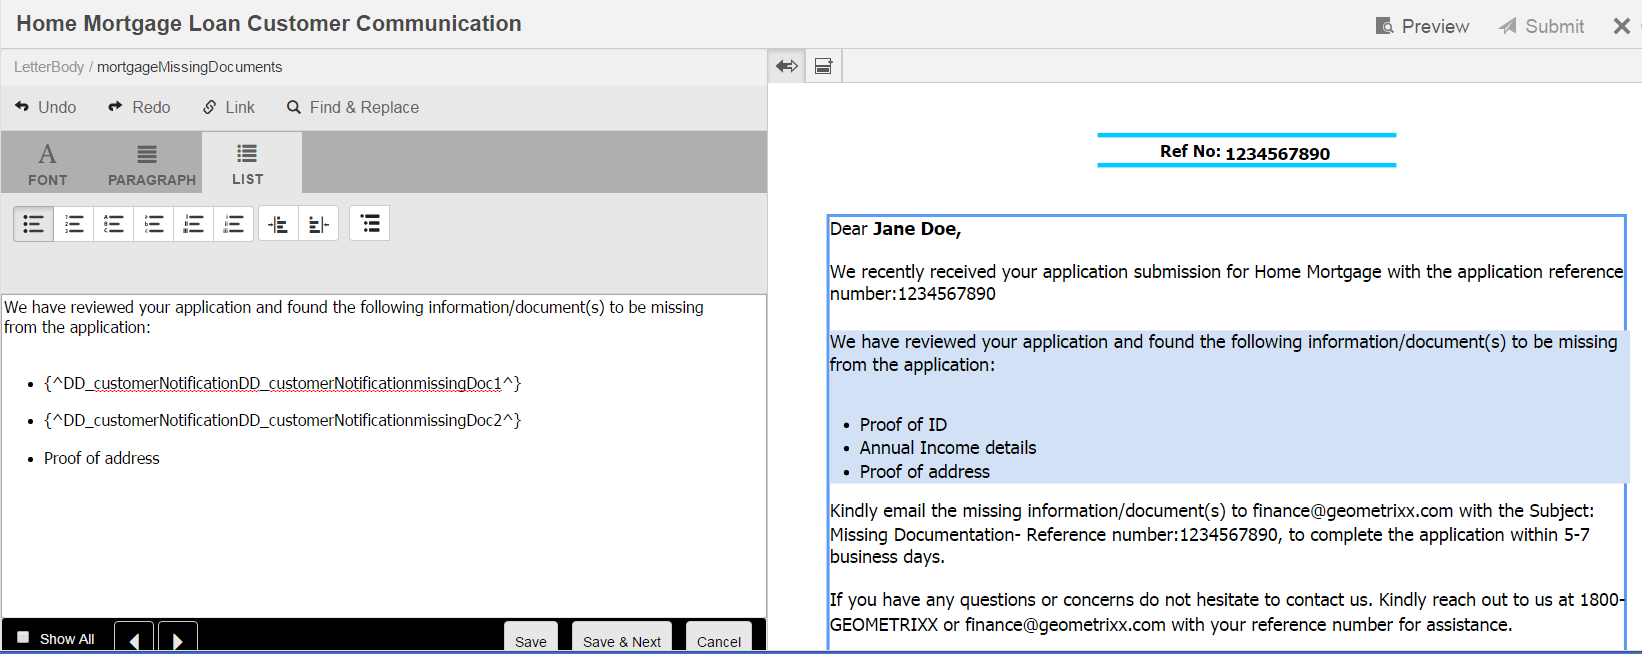 Home Mortgage Loan Customer Communication
Preview
Submit
LetterBody / mortgageMissingDocuments
Undo
Redo
Link
Find & Replace
A
FONT
PARAGRAPH
LIST
We have reviewed your application and found the following information/document(s) to be missing
from the application:
• {^DD_customerNotificationDD_customerNotificationmissingDoc1^}
• {^DD_customerNotificationDD_customerNotificationmissingDoc2^}
• Proof of address
Show All
Save
Save & Next
Cancel
Ref No: 1234567890
Dear Jane Doe,
We recently received your application submission for Home Mortgage with the application reference
number:1234567890
We have reviewed your application and found the following information/document(s) to be missing
from the application:
• Proof of ID
• Annual Income details
• Proof of address
Kindly email the missing information/document(s) to finance@geometrixx.com with the Subject:
Missing Documentation- Reference number:1234567890, to complete the application within 5-7
business days.
If you have any questions or concerns do not hesitate to contact us. Kindly reach out to us at 1800-
GEOMETRIXX or finance@geometrixx.com with your reference number for assistance.